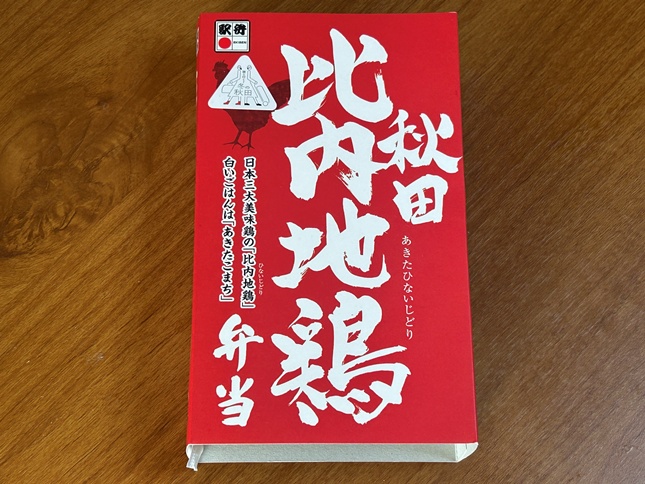 駅弁
秋田
比内地鶏
あきたひないじどり
弁当
日本三大美味鶏の「比内地鶏」
ひないじどり
白いごはんは「あきたこまち」
冬の
秋田